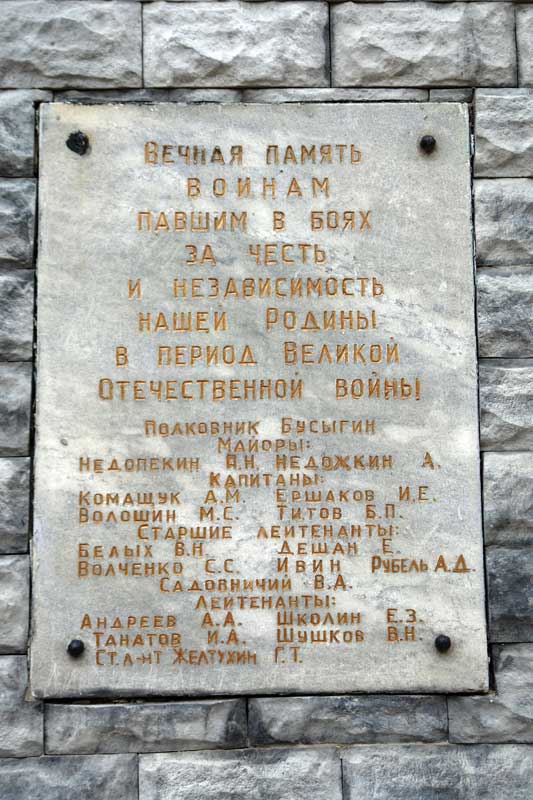 Вечная память
воинам
павшим в боях
за честь
и независимость
нашей Родины
в период Великой
Отечественной войны
Полковник Бусыгин
Майоры:
Недопекин А.Н. Недожкин А.
Капитаны:
Комащук А.М. Ершаков И.Е.
Волошин М.С. Титов Б.П.
Старшие лейтенанты:
Белых В.Н. Дешан Е.
Волченко С.С. Ивин Рубель А.Д.
Садовничий В.А.
Лейтенанты:
Андреев А.А. Школин Е.З.
Танатов И.А. Шушков В.Н.
Ст.л-нт Желтухин Г.Т.